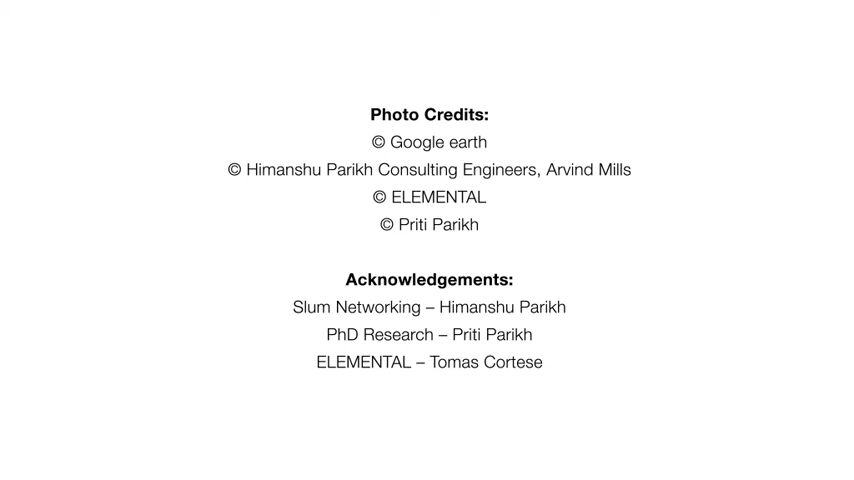 Photo Credits:
© Google earth
© Himanshu Parikh Consulting Engineers, Arvind Mills
© ELEMENTAL
© Priti Parikh
Acknowledgements:
Slum Networking – Himanshu Parikh
PhD Research – Priti Parikh
ELEMENTAL – Tomas Cortese